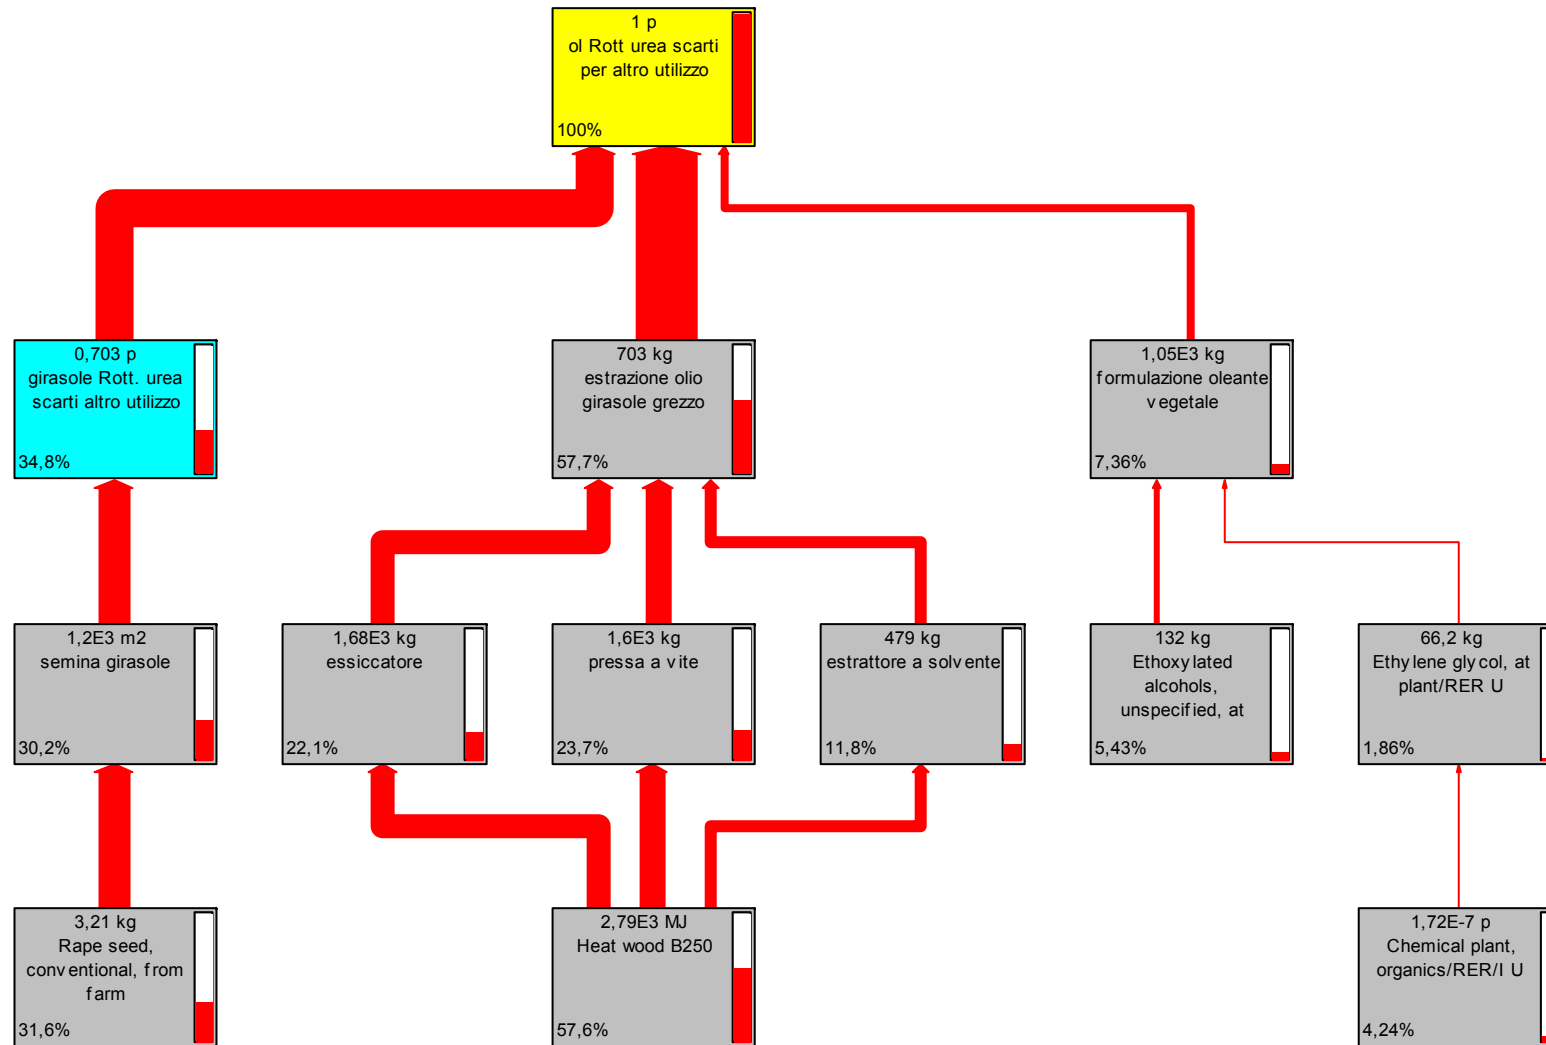 1 p
ol Rott urea scarti
per altro utilizzo
100%
0,703 p
girasole Rott. urea
scarti altro utilizzo
34,8%
703 kg
estrazione olio
girasole grezzo
57,7%
1,05E3 kg
formulazione oleante
vegetale
7,36%
1,2E3 m2
semina girasole
30,2%
1,68E3 kg
essiccatore
22,1%
1,6E3 kg
pressa a vite
23,7%
479 kg
estrattore a solvente
11,8%
132 kg
Ethoxylated
alcohols,
unspecified, at
5,43%
66,2 kg
Ethylene glycol, at
plant/RER U
1,86%
3,21 kg
Rape seed,
conventional, from
farm
31,6%
2,79E3 MJ
Heat wood B250
57,6%
1,72E-7 p
Chemical plant,
organics/RER/I U
4,24%